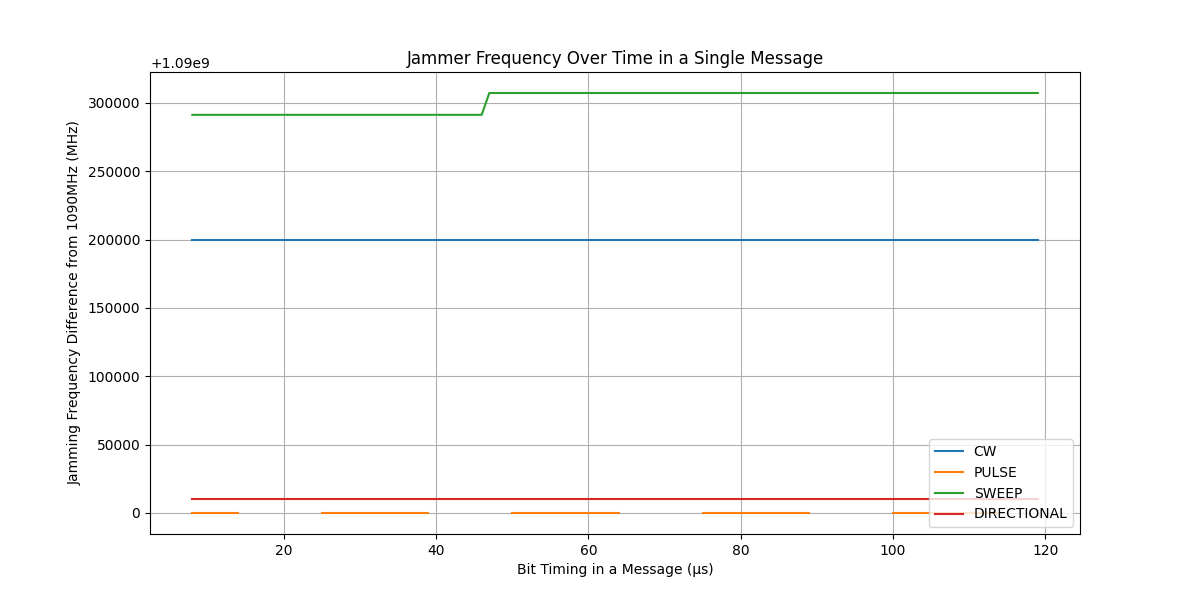 Jammer Frequency Over Time in a Single Message
+1.09e9
Jamming Frequency Difference from 1090MHz (MHz)
300000
250000
200000
150000
100000
50000
0
CW
PULSE
SWEEP
DIRECTIONAL
20 40 60 80 100 120
Bit Timing in a Message (μs)